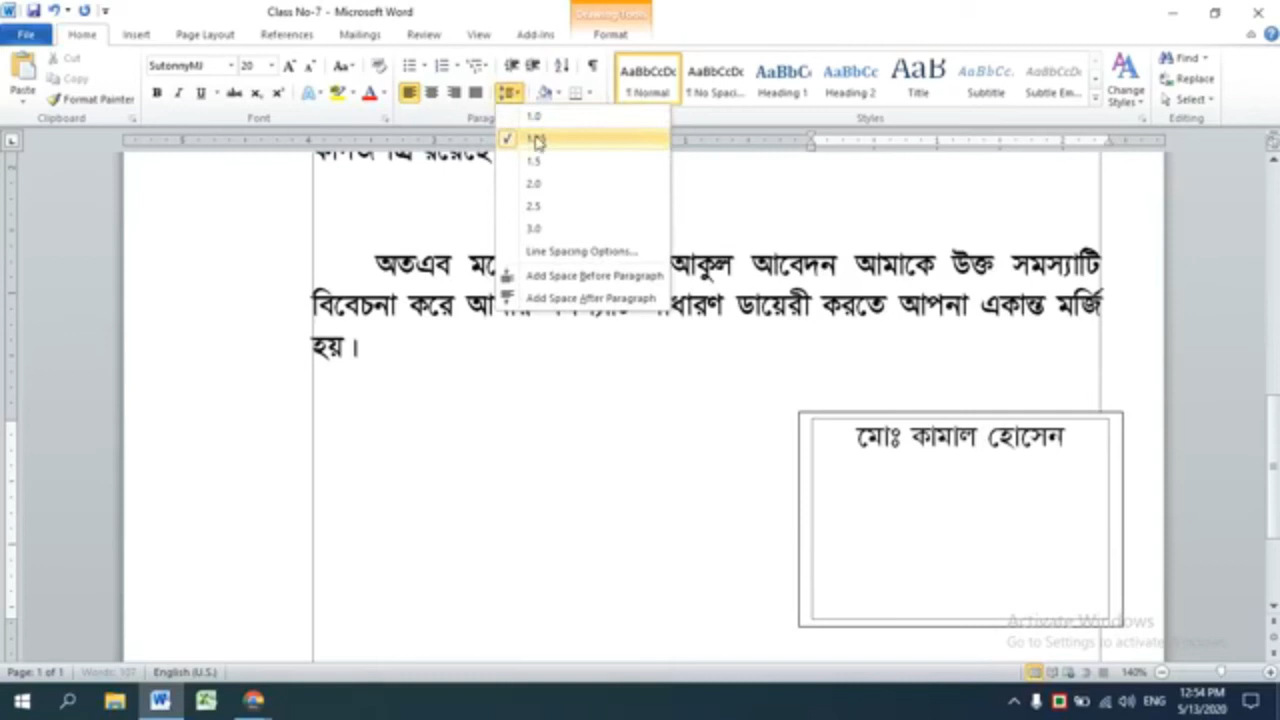 Class No-7 - Microsoft Word
Drawing Tools
File Home Insert Page Layout References Mailings Review View Add-Ins Format
Cut
Copy
Format Painter
Paste
Clipboard
SutonnyMJ 20
Font
AaBbCcDc AaBbCcDc AaBbC AaBbCc AaB AaBbCc. AaBbCcDc
¶ Normal ¶ No Spaci... Heading 1 Heading 2 Title Subtitle Subtle Em...
Change Styles
Styles
Find
Replace
Select
Editing
1.0
1.5
2.0
2.5
3.0
Line Spacing Options...
Add Space Before Paragraph
Add Space After Paragraph
অতএব আকুল আবেদন আমাকে উক্ত সমস্যাটি
বিবেচনা করে ডায়েরী করতে আপনা একান্ত মর্জি
হয়।
মোঃ কামাল হোসেন
Activate Windows
Go to Settings to activate Windows.
Page: 1 of 1 Words: 107 English (U.S.) 140%
ENG 12:54 PM
5/13/2020